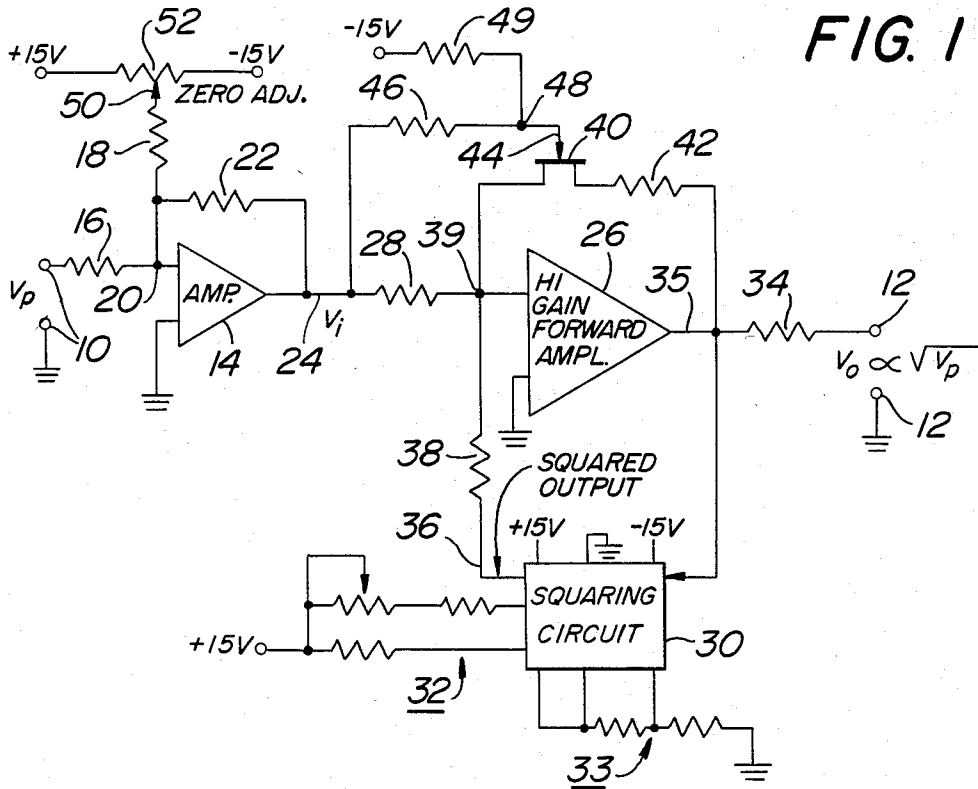 FIG. 1
+15V
52
-15V
50
ZERO ADJ.
18
22
16
Vp
10
20
AMP.
14
24
Vi
-15V
49
46
48
44
40
42
28
39
26
HI
GAIN
FORWARD
AMPL.
35
34
12
Vo ∝ √Vp
12
38
SQUARED
OUTPUT
36
+15V
-15V
SQUARING
CIRCUIT
30
+15V
32
33